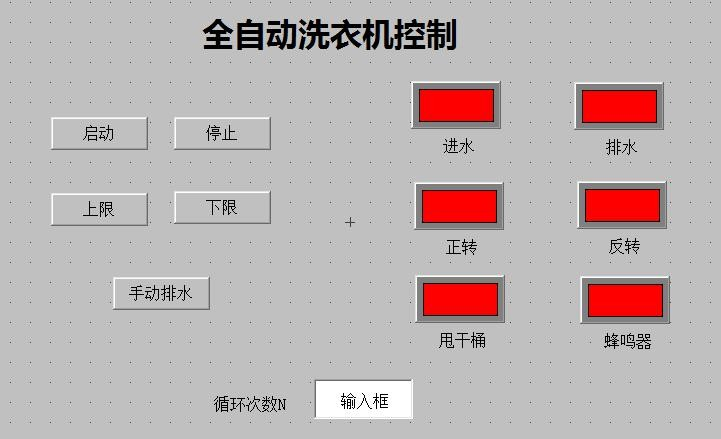 全自动洗衣机控制
启动 停止
进水 排水
上限 下限
正转 反转
手动排水
甩干桶 蜂鸣器
循环次数N 输入框